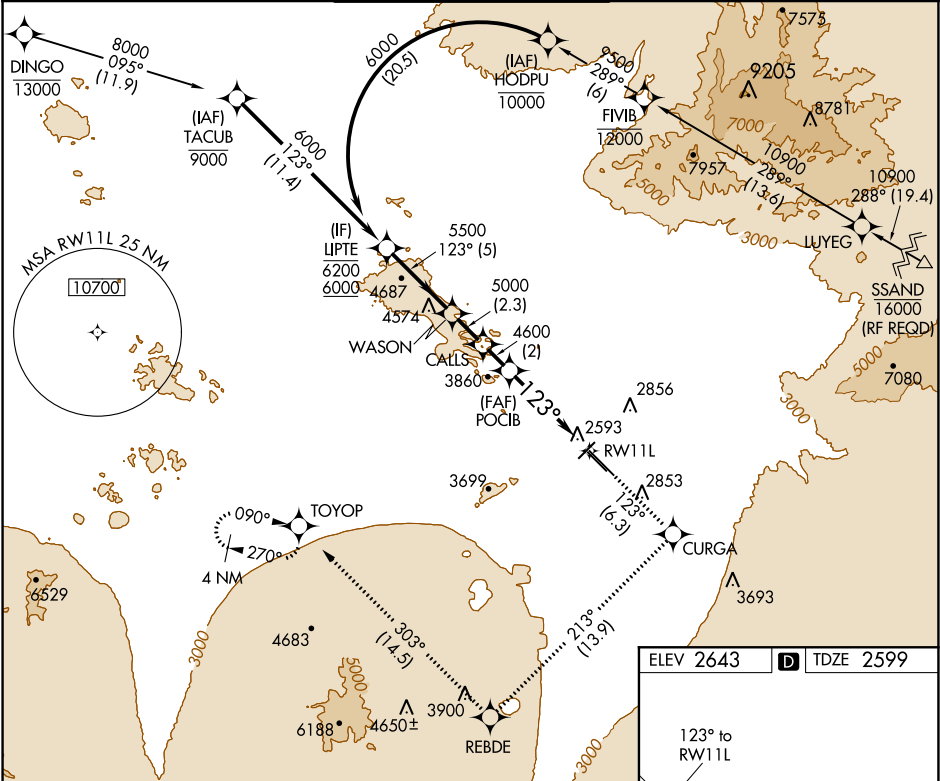 DINGO
13000
8000
095°
(11.9)
(IAF)
TACUB
9000
6000
123°
(11.4)
6000
(20.5)
(IAF)
HODPU
10000
9500
289°
(6)
FIVIB
12000
7575
9205
8781
7000
7957
5000
10900
289°
(13.6)
10900
288° (19.4)
LUYEG
3000
SSAND
16000
(RF REQD)
5000
7080
3000
MSA RW11L 25 NM
10700
(IF)
LIPTE
6200
6000
5500
123° (5)
4687
4574
5000
(2.3)
WASON
CALLS
4600
(2)
3860
(FAF)
POCIB
123°
2856
2593
RW11L
2853
123°
(6.3)
3699
CURGA
TOYOP
090°
270°
4 NM
6529
3000
4683
303°
(14.5)
213°
(13.9)
3693
5000
6188
4650±
3900
REBDE
3000
ELEV 2643
D
TDZE 2599
123° to
RW11L